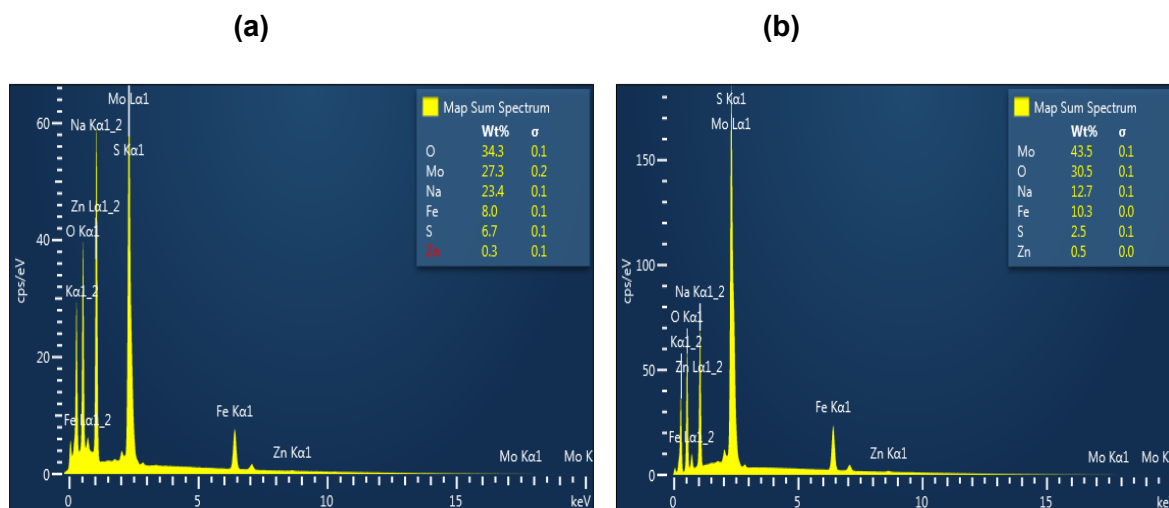 (a)
(b)
Map Sum Spectrum
Wt% σ
O 34.3 0.1
Mo 27.3 0.2
Na 23.4 0.1
Fe 8.0 0.1
S 6.7 0.1
Zn 0.3 0.1
Mo Lα1
Na Kα1_2
S Kα1
Zn Lα1_2
O Kα1
Kα1_2
Fe Lα1_2
Fe Kα1
Zn Kα1
Mo Kα1
Mo K
60
40
20
0
cps/eV
0 5 10 15 keV
Map Sum Spectrum
Wt% σ
Mo 43.5 0.1
O 30.5 0.1
Na 12.7 0.1
Fe 10.3 0.0
S 2.5 0.1
Zn 0.5 0.0
S Kα1
Mo Lα1
Na Kα1_2
O Kα1
Kα1_2
Zn Lα1_2
Fe Lα1_2
Fe Kα1
Zn Kα1
Mo Kα1
Mo K
150
100
50
0
cps/eV
0 5 10 15 ke